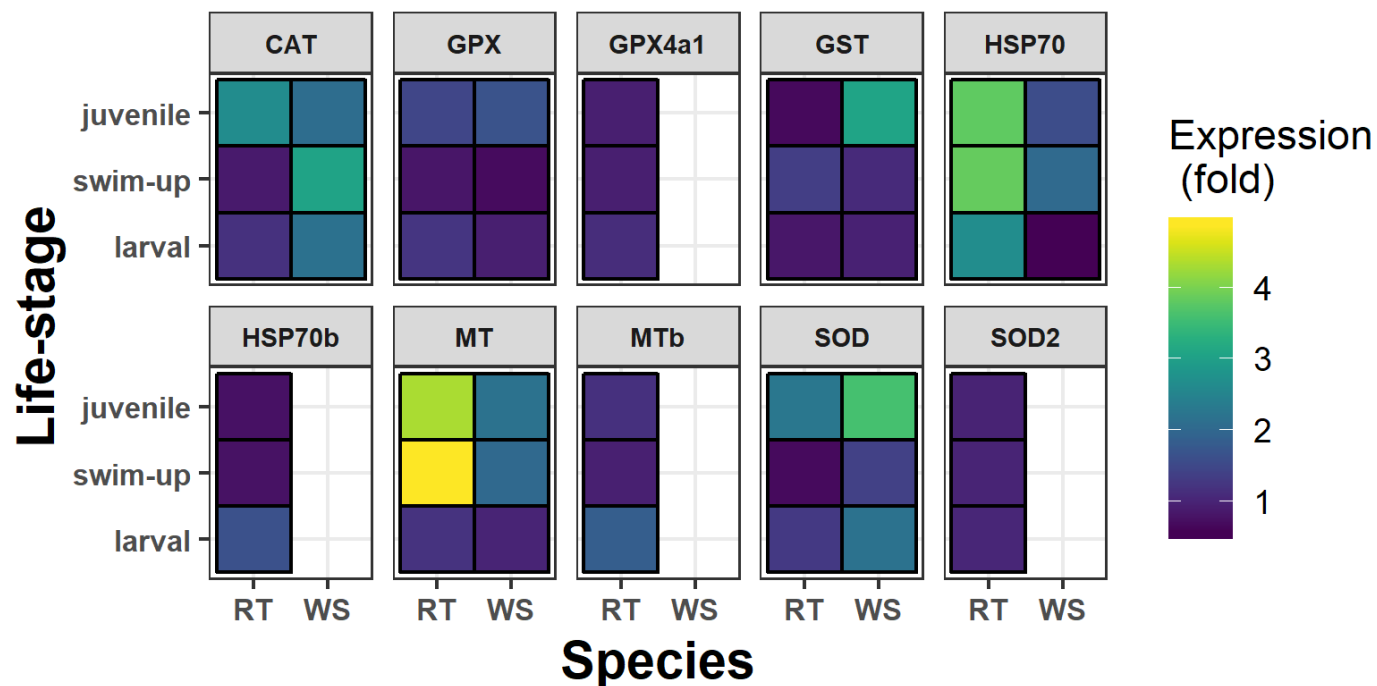 CAT GPX GPX4a1 GST HSP70
juvenile
swim-up
larval
HSP70b MT MTb SOD SOD2
juvenile
swim-up
larval
RT WS RT WS RT WS RT WS RT WS
Species
Life-stage
Expression
(fold)
4
3
2
1